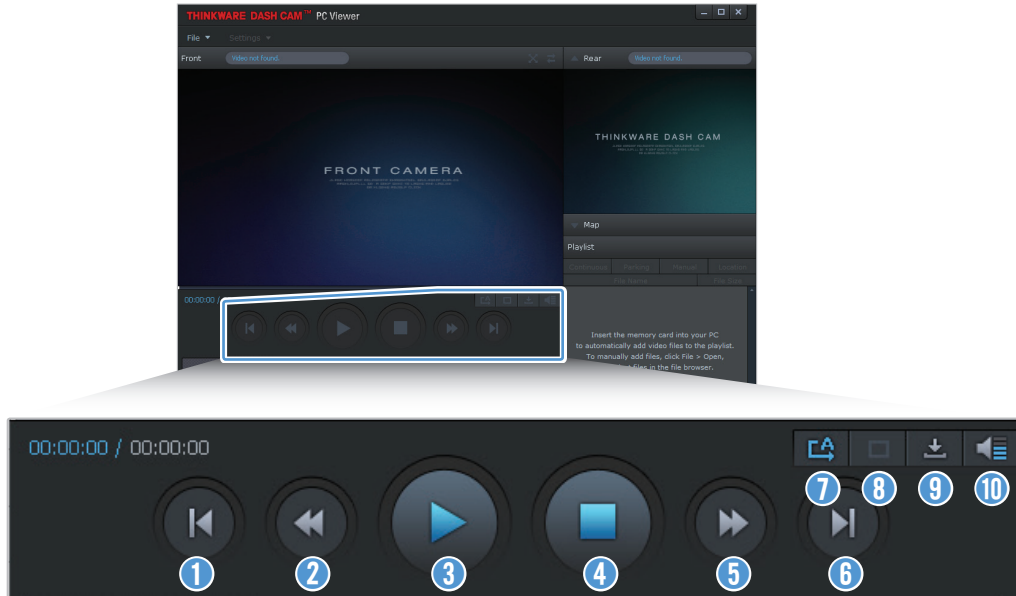 THINKWARE DASH CAM™ PC Viewer
File Settings
Front Video not found.
Rear Video not found.
FRONT CAMERA
THINKWARE DASH CAM
Map
Playlist
Continuous Parking Manual Location
File Name File Size
00:00:00 /
Insert the memory card into your PC
to automatically add video files to the playlist.
To manually add files, click File > Open,
files in the file browser.
00:00:00 / 00:00:00
A
7 8 9 10
1 2 3 4 5 6